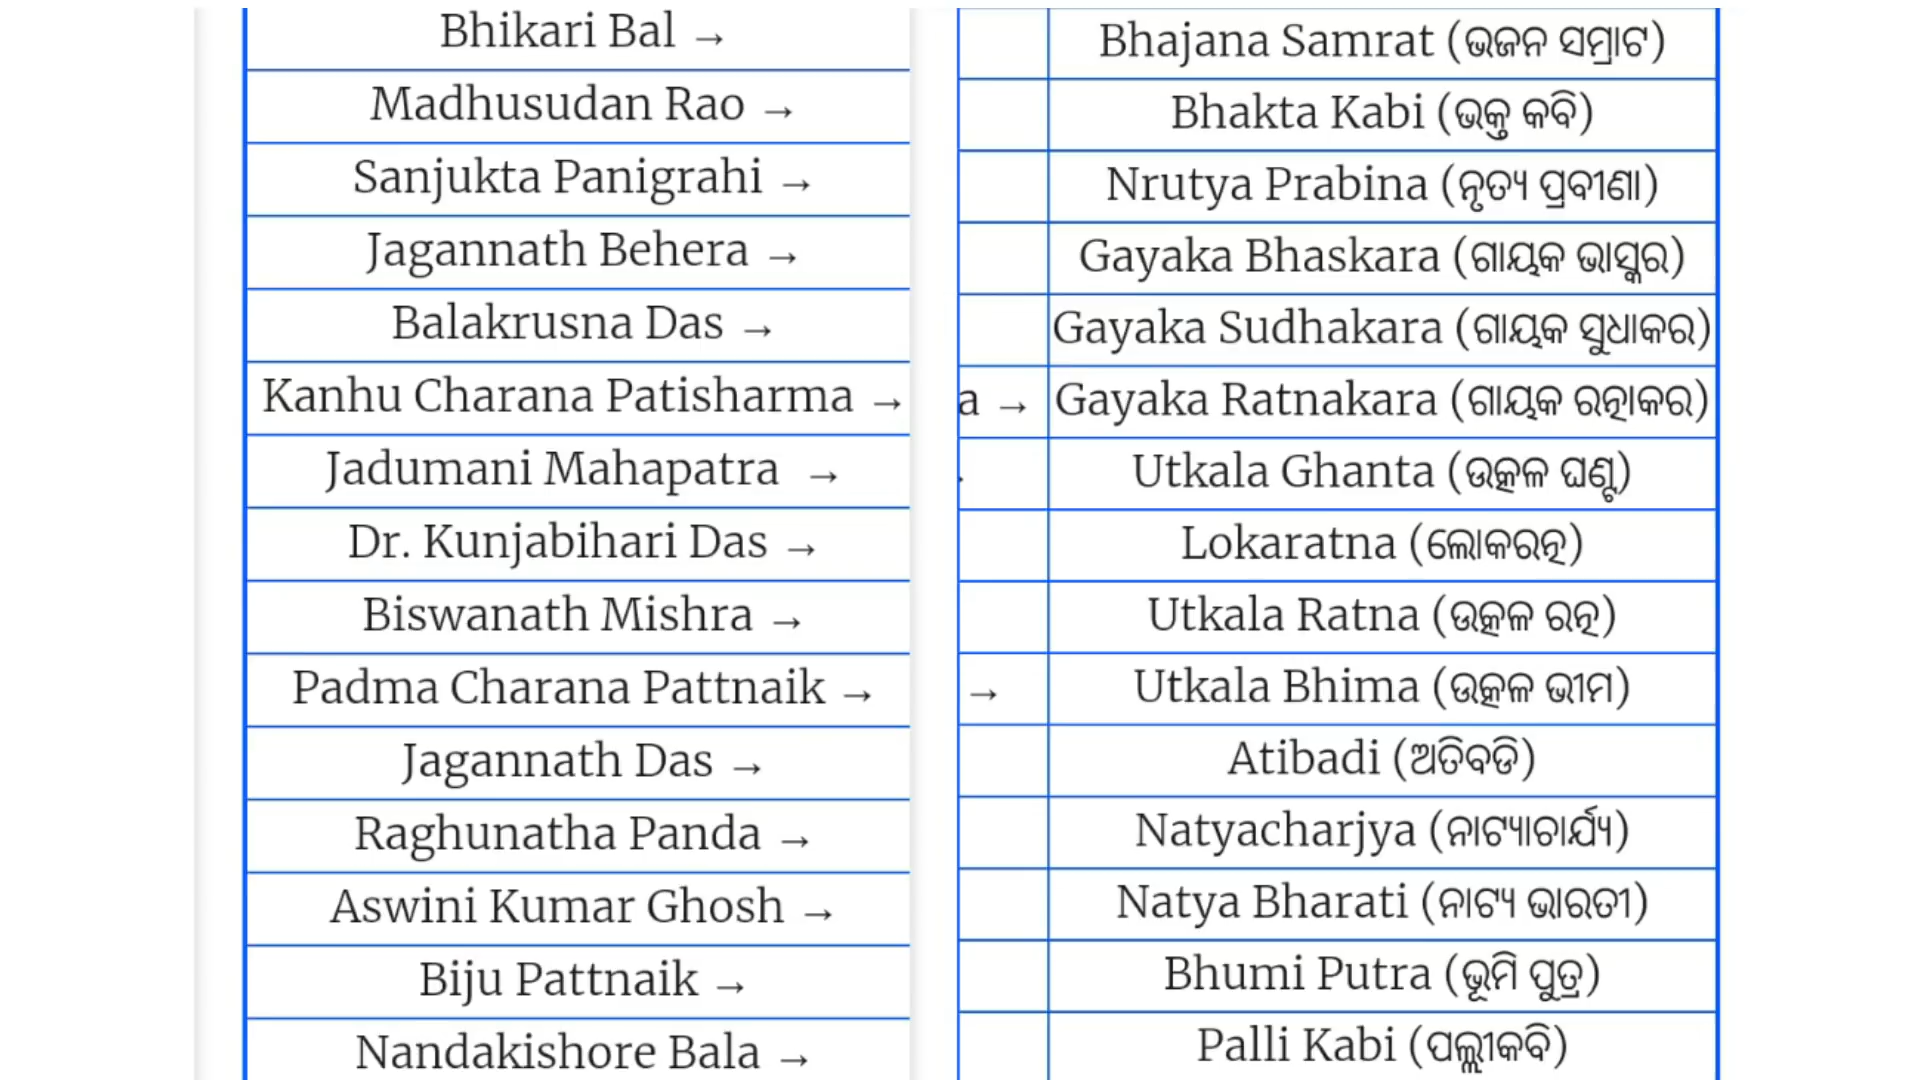 Bhikari Bal → Bhajana Samrat (ଭଜନ ସମ୍ରାଟ)
Madhusudan Rao → Bhakta Kabi (ଭକ୍ତ କବି)
Sanjukta Panigrahi → Nrutya Prabina (ନୃତ୍ୟ ପ୍ରବୀଣା)
Jagannath Behera → Gayaka Bhaskara (ଗାୟକ ଭାସ୍କର)
Balakrusna Das → Gayaka Sudhakara (ଗାୟକ ସୁଧାକର)
Kanhu Charana Patisharma → a → Gayaka Ratnakara (ଗାୟକ ରତ୍ନାକର)
Jadumani Mahapatra → Utkala Ghanta (ଉତ୍କଳ ଘଣ୍ଟ)
Dr. Kunjabihari Das → Lokaratna (ଲୋକରତ୍ନ)
Biswanath Mishra → Utkala Ratna (ଉତ୍କଳ ରତ୍ନ)
Padma Charana Pattnaik → → Utkala Bhima (ଉତ୍କଳ ଭୀମ)
Jagannath Das → Atibadi (ଅତିବଡି)
Raghunatha Panda → Natyacharjya (ନାଟ୍ୟାଚାର୍ଯ୍ୟ)
Aswini Kumar Ghosh → Natya Bharati (ନାଟ୍ୟ ଭାରତୀ)
Biju Pattnaik → Bhumi Putra (ଭୂମି ପୁତ୍ର)
Nandakishore Bala → Palli Kabi (ପଲ୍ଲୀକବି)